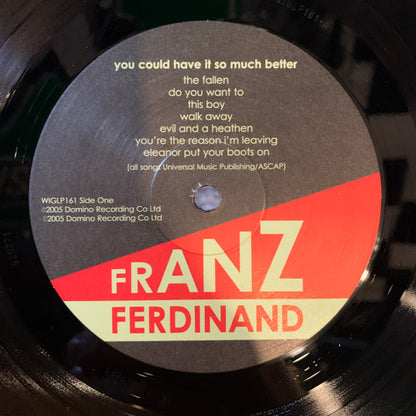 you could have it so much better
the fallen
do you want to
this boy
walk away
evil and a heathen
you're the reason i'm leaving
eleanor put your boots on
(all songs Universal Music Publishing/ASCAP)
WIGLP161 Side One
℗2005 Domino Recording Co Ltd
©2005 Domino Recording Co Ltd
FRANZ
FERDINAND